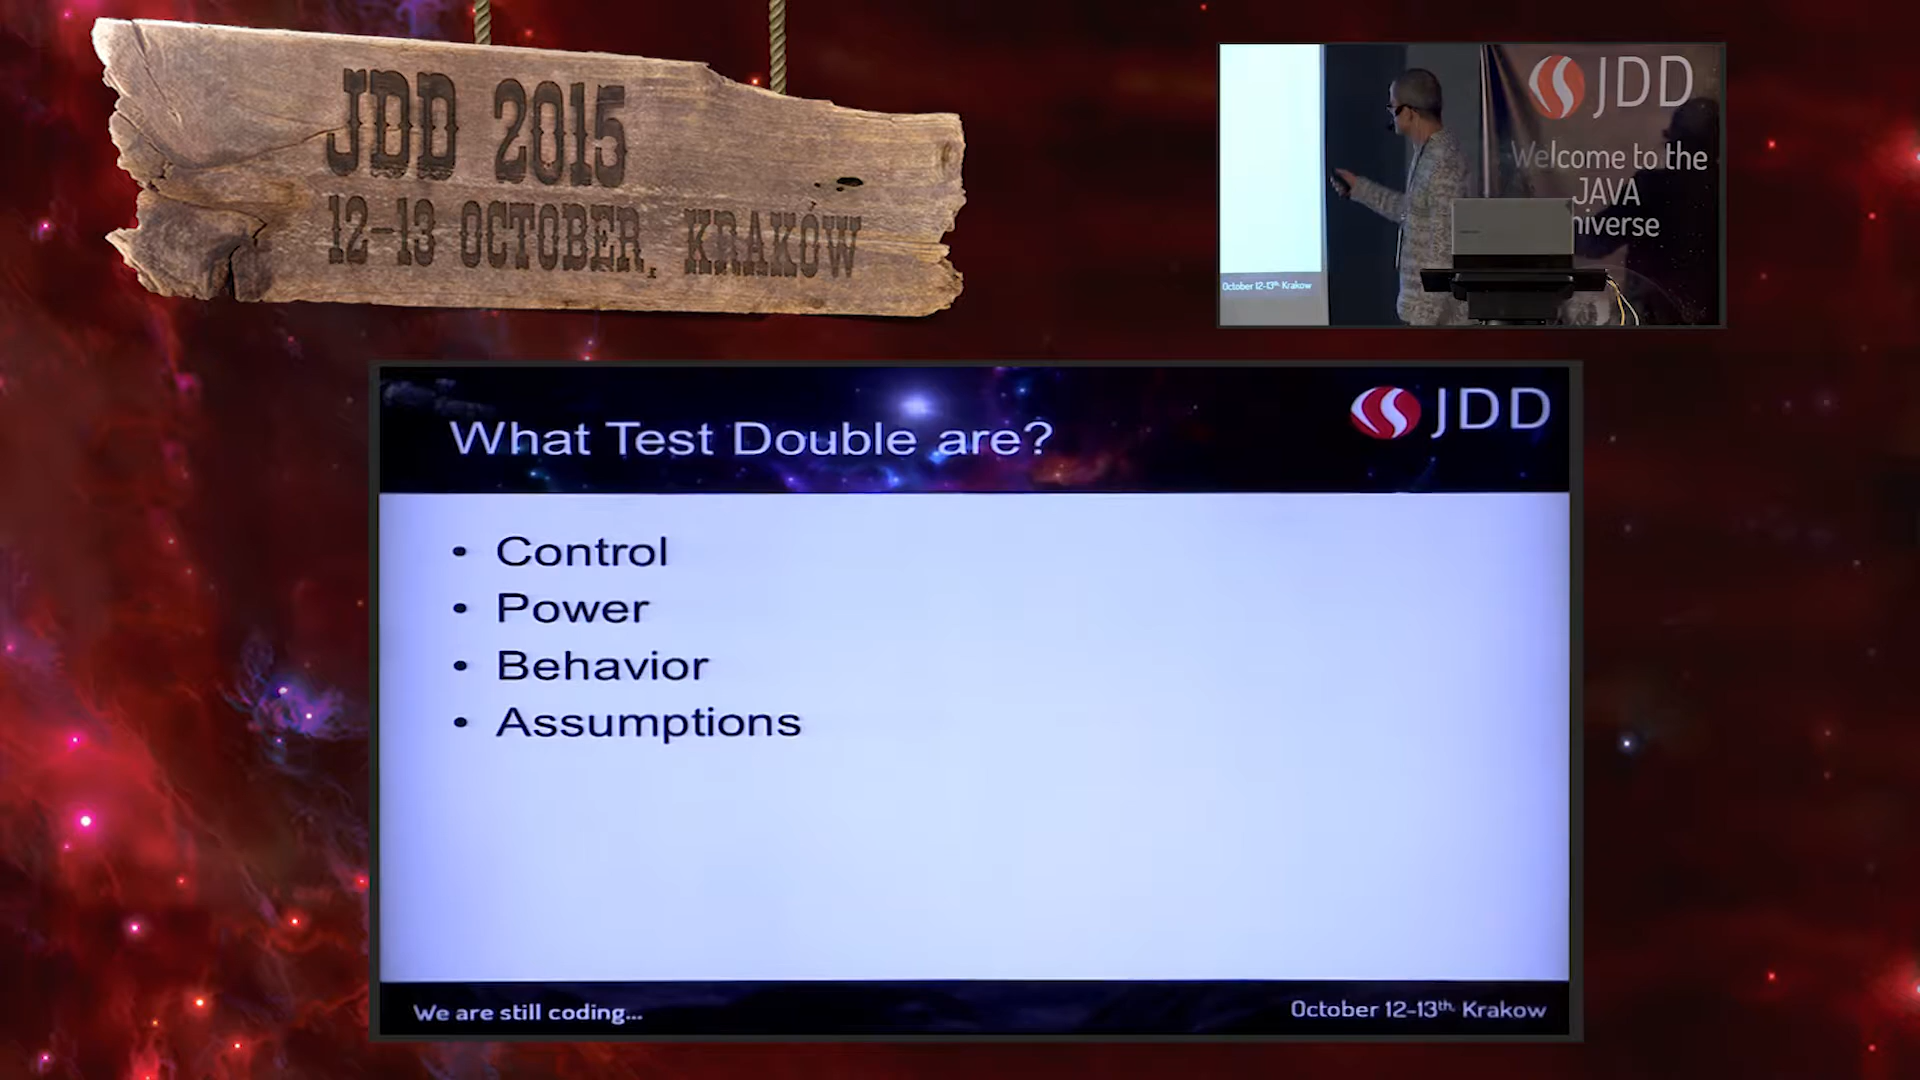 JDD 2015
12-13 OCTOBER, KRAKÓW
JDD
Welcome to the
JAVA
niverse
October 12-13th, Krakow
What Test Double are?
JDD
• Control
• Power
• Behavior
• Assumptions
We are still coding...
October 12-13th, Krakow